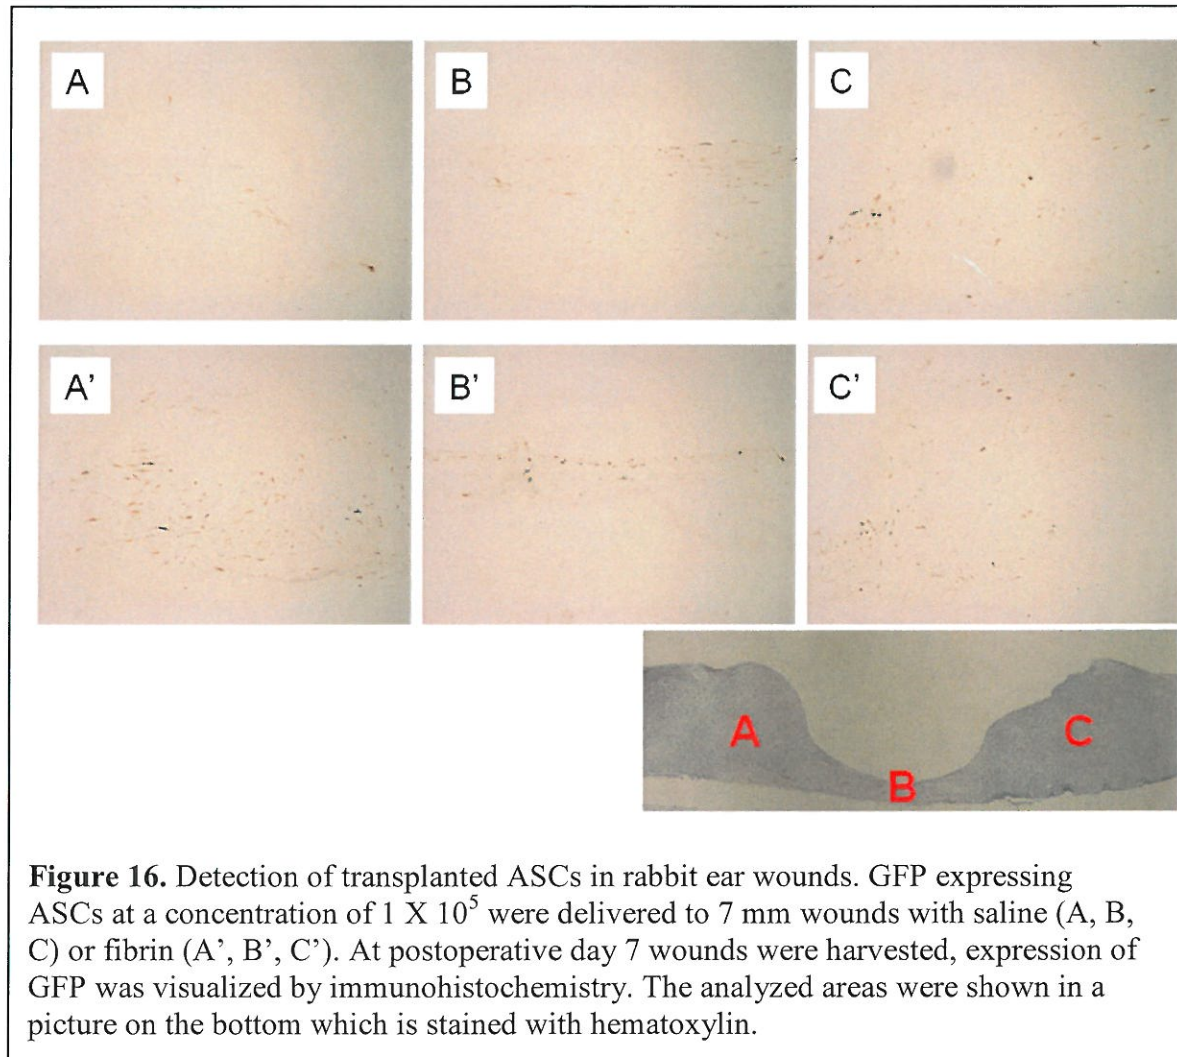 A
B
C
A’
B’
C’
A
C
B
Figure 16. Detection of transplanted ASCs in rabbit ear wounds. GFP expressing
ASCs at a concentration of 1 X 10⁵ were delivered to 7 mm wounds with saline (A, B,
C) or fibrin (A’, B’, C’). At postoperative day 7 wounds were harvested, expression of
GFP was visualized by immunohistochemistry. The analyzed areas were shown in a
picture on the bottom which is stained with hematoxylin.